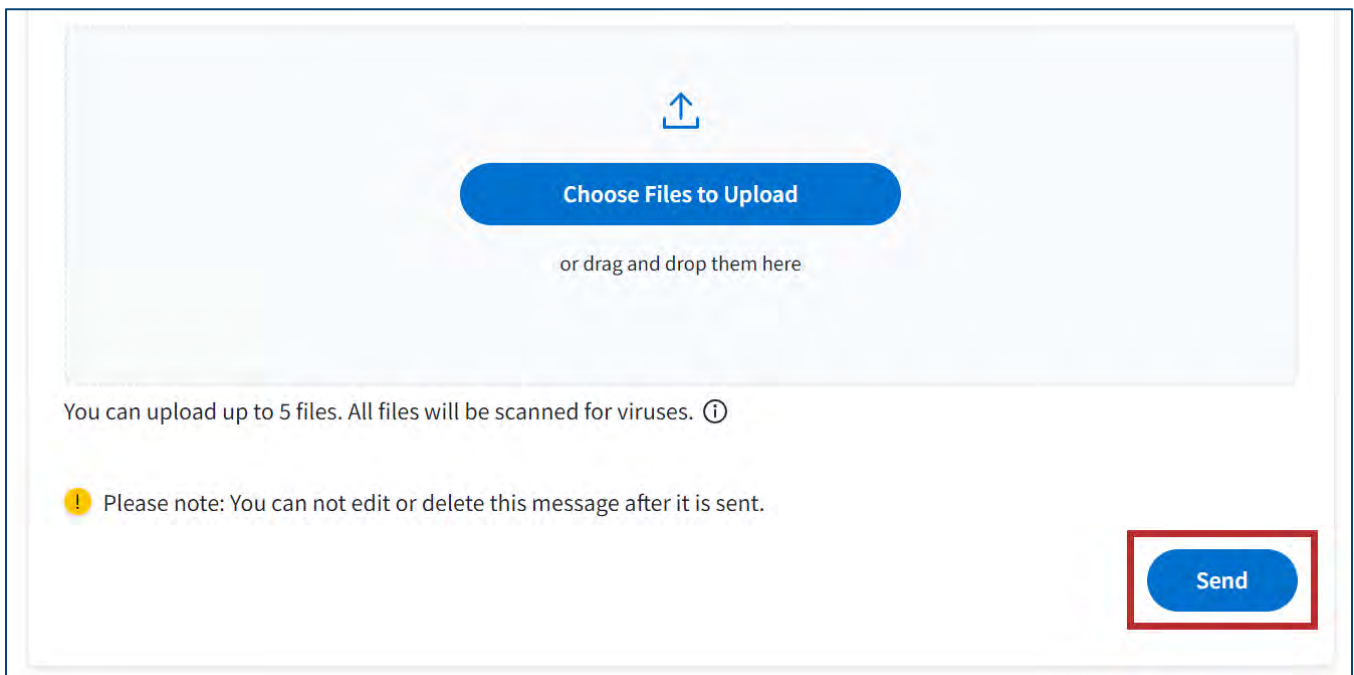 Choose Files to Upload
or drag and drop them here
You can upload up to 5 files. All files will be scanned for viruses.
Please note: You can not edit or delete this message after it is sent.
Send